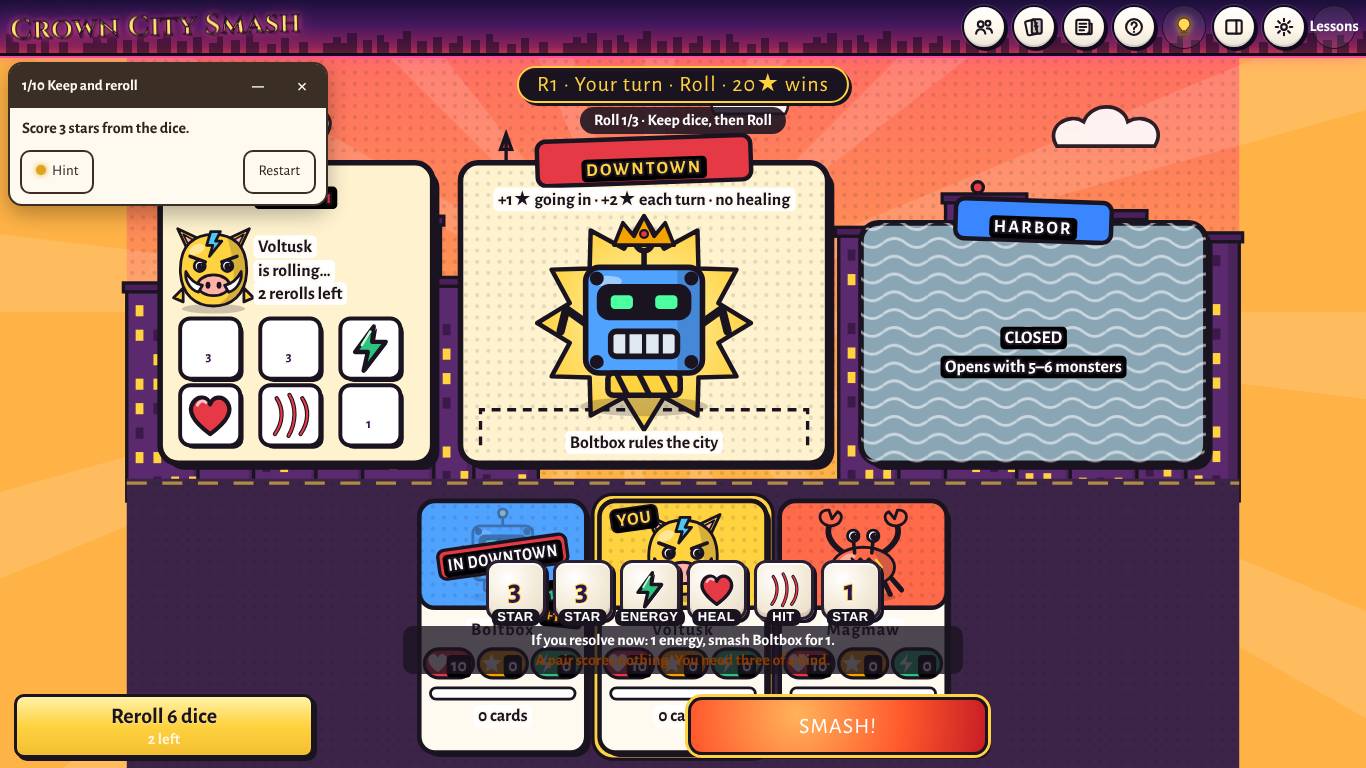 Crown City Smash
Lessons
1/10 Keep and reroll
Score 3 stars from the dice.
Hint
Restart
R1 · Your turn · Roll · 20★ wins
Roll 1/3 · Keep dice, then Roll
Voltusk
is rolling…
2 rerolls left
3
3
1
DOWNTOWN
+1★ going in · +2★ each turn · no healing
Boltbox rules the city
HARBOR
CLOSED
Opens with 5–6 monsters
IN DOWNTOWN
YOU
3
3
1
STAR
STAR
ENERGY
HEAL
HIT
STAR
Boltbox
Voltusk
Magmaw
If you resolve now: 1 energy, smash Boltbox for 1.
A pair scores nothing. You need three of a kind.
10
0
0
10
0
0
10
0
0
0 cards
0 ca
Reroll 6 dice
2 left
SMASH!